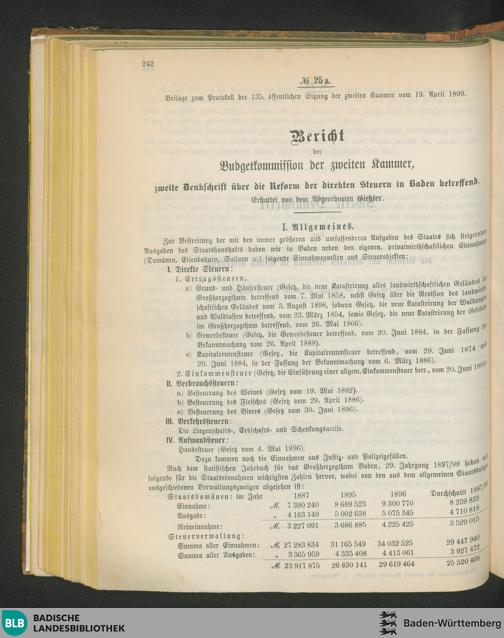 242
№ 25a.
Beilage zum Protokoll der 135. öffentlichen Sitzung der zweiten Kammer vom 19. April 1899.
Bericht
der
Budgetkommission der zweiten Kammer,
zweite Denkschrift über die Reform der direkten Steuern in Baden betreffend.
Erstattet von dem Abgeordneten Gießler.
I. Allgemeines.
Zur Bestreitung der mit den immer größeren und umfassenderen Aufgaben des Staates sich steigernden
Ausgaben des Staatshaushalts haben wir in Baden neben den eigenen, privatwirthschaftlichen Einnahmen
(Domänen, Eisenbahnen, Salinen u.) folgende Einnahmequellen aus Steuerobjekten:
I. Direkte Steuern:
1. Ertragssteuern.
a) Grund- und Häusersteuer (Gesetz, die neue Katastrirung alles landwirthschaftlichen Geländes im
Großherzogthum betreffend vom 7. Mai 1858, nebst Gesetz über die Revision des landwirth-
schaftlichen Geländes vom 3. August 1898, sodann Gesetz, die neue Katastrirung der Waldungen
und Waldlasten betreffend, vom 23. März 1854, sowie Gesetz, die neue Katastrirung der Gebäude
im Großherzogthum betreffend, vom 26. Mai 1866).
b) Gewerbesteuer (Gesetz, die Gewerbesteuer betreffend, vom 20. Juni 1884, in der Fassung der
Bekanntmachung vom 26. April 1888).
c) Kapitalrentensteuer (Gesetz, die Kapitalrentensteuer betreffend, vom 29. Juni 1874 und
20. Juni 1884, in der Fassung der Bekanntmachung vom 6. März 1886).
2. Einkommensteuer (Gesetz, die Einführung einer allgem. Einkommensteuer betr., vom 20. Juni 1884).
II. Verbrauchssteuern:
a) Besteuerung des Weines (Gesetz vom 19. Mai 1882).
b) Besteuerung des Fleisches (Gesetz vom 29. April 1886).
c) Besteuerung des Bieres (Gesetz vom 30. Juni 1896).
III. Verkehrssteuern:
Die Liegenschafts-, Erbschafts- und Schenkungsaccise.
IV. Aufwandsteuer:
Hundesteuer (Gesetz vom 4. Mai 1896).
Dazu kommen noch die Einnahmen aus Justiz- und Polizeigefällen.
Nach dem statistischen Jahrbuch für das Großherzogthum Baden, 29. Jahrgang 1897/98 heben wir
folgende für die Staatseinnahmen wichtigsten Zahlen hervor, wobei von den aus dem allgemeinen Staatsbudget
ausgeschiedenen Verwaltungszweigen abgesehen ist:
Staatsdomänen: im Jahr 1887 1895 1896 Durchschnitt 1887/96
Einnahme: M. 7 390 240 8 689 523 9 300 770 8 239 833
Ausgabe: „ 4 163 149 5 002 638 5 075 345 4 710 818
Reineinnahme: M. 3 227 091 3 686 885 4 225 425 3 529 015
Steuerverwaltung:
Summa aller Einnahmen: M. 27 283 834 31 165 549 34 032 525 29 447 940
Summa aller Ausgaben: „ 3 365 959 4 335 408 4 413 061 3 927 472
M. 23 917 875 26 830 141 29 619 464 25 520 468
BLB BADISCHE
LANDESBIBLIOTHEK
Baden-Württemberg